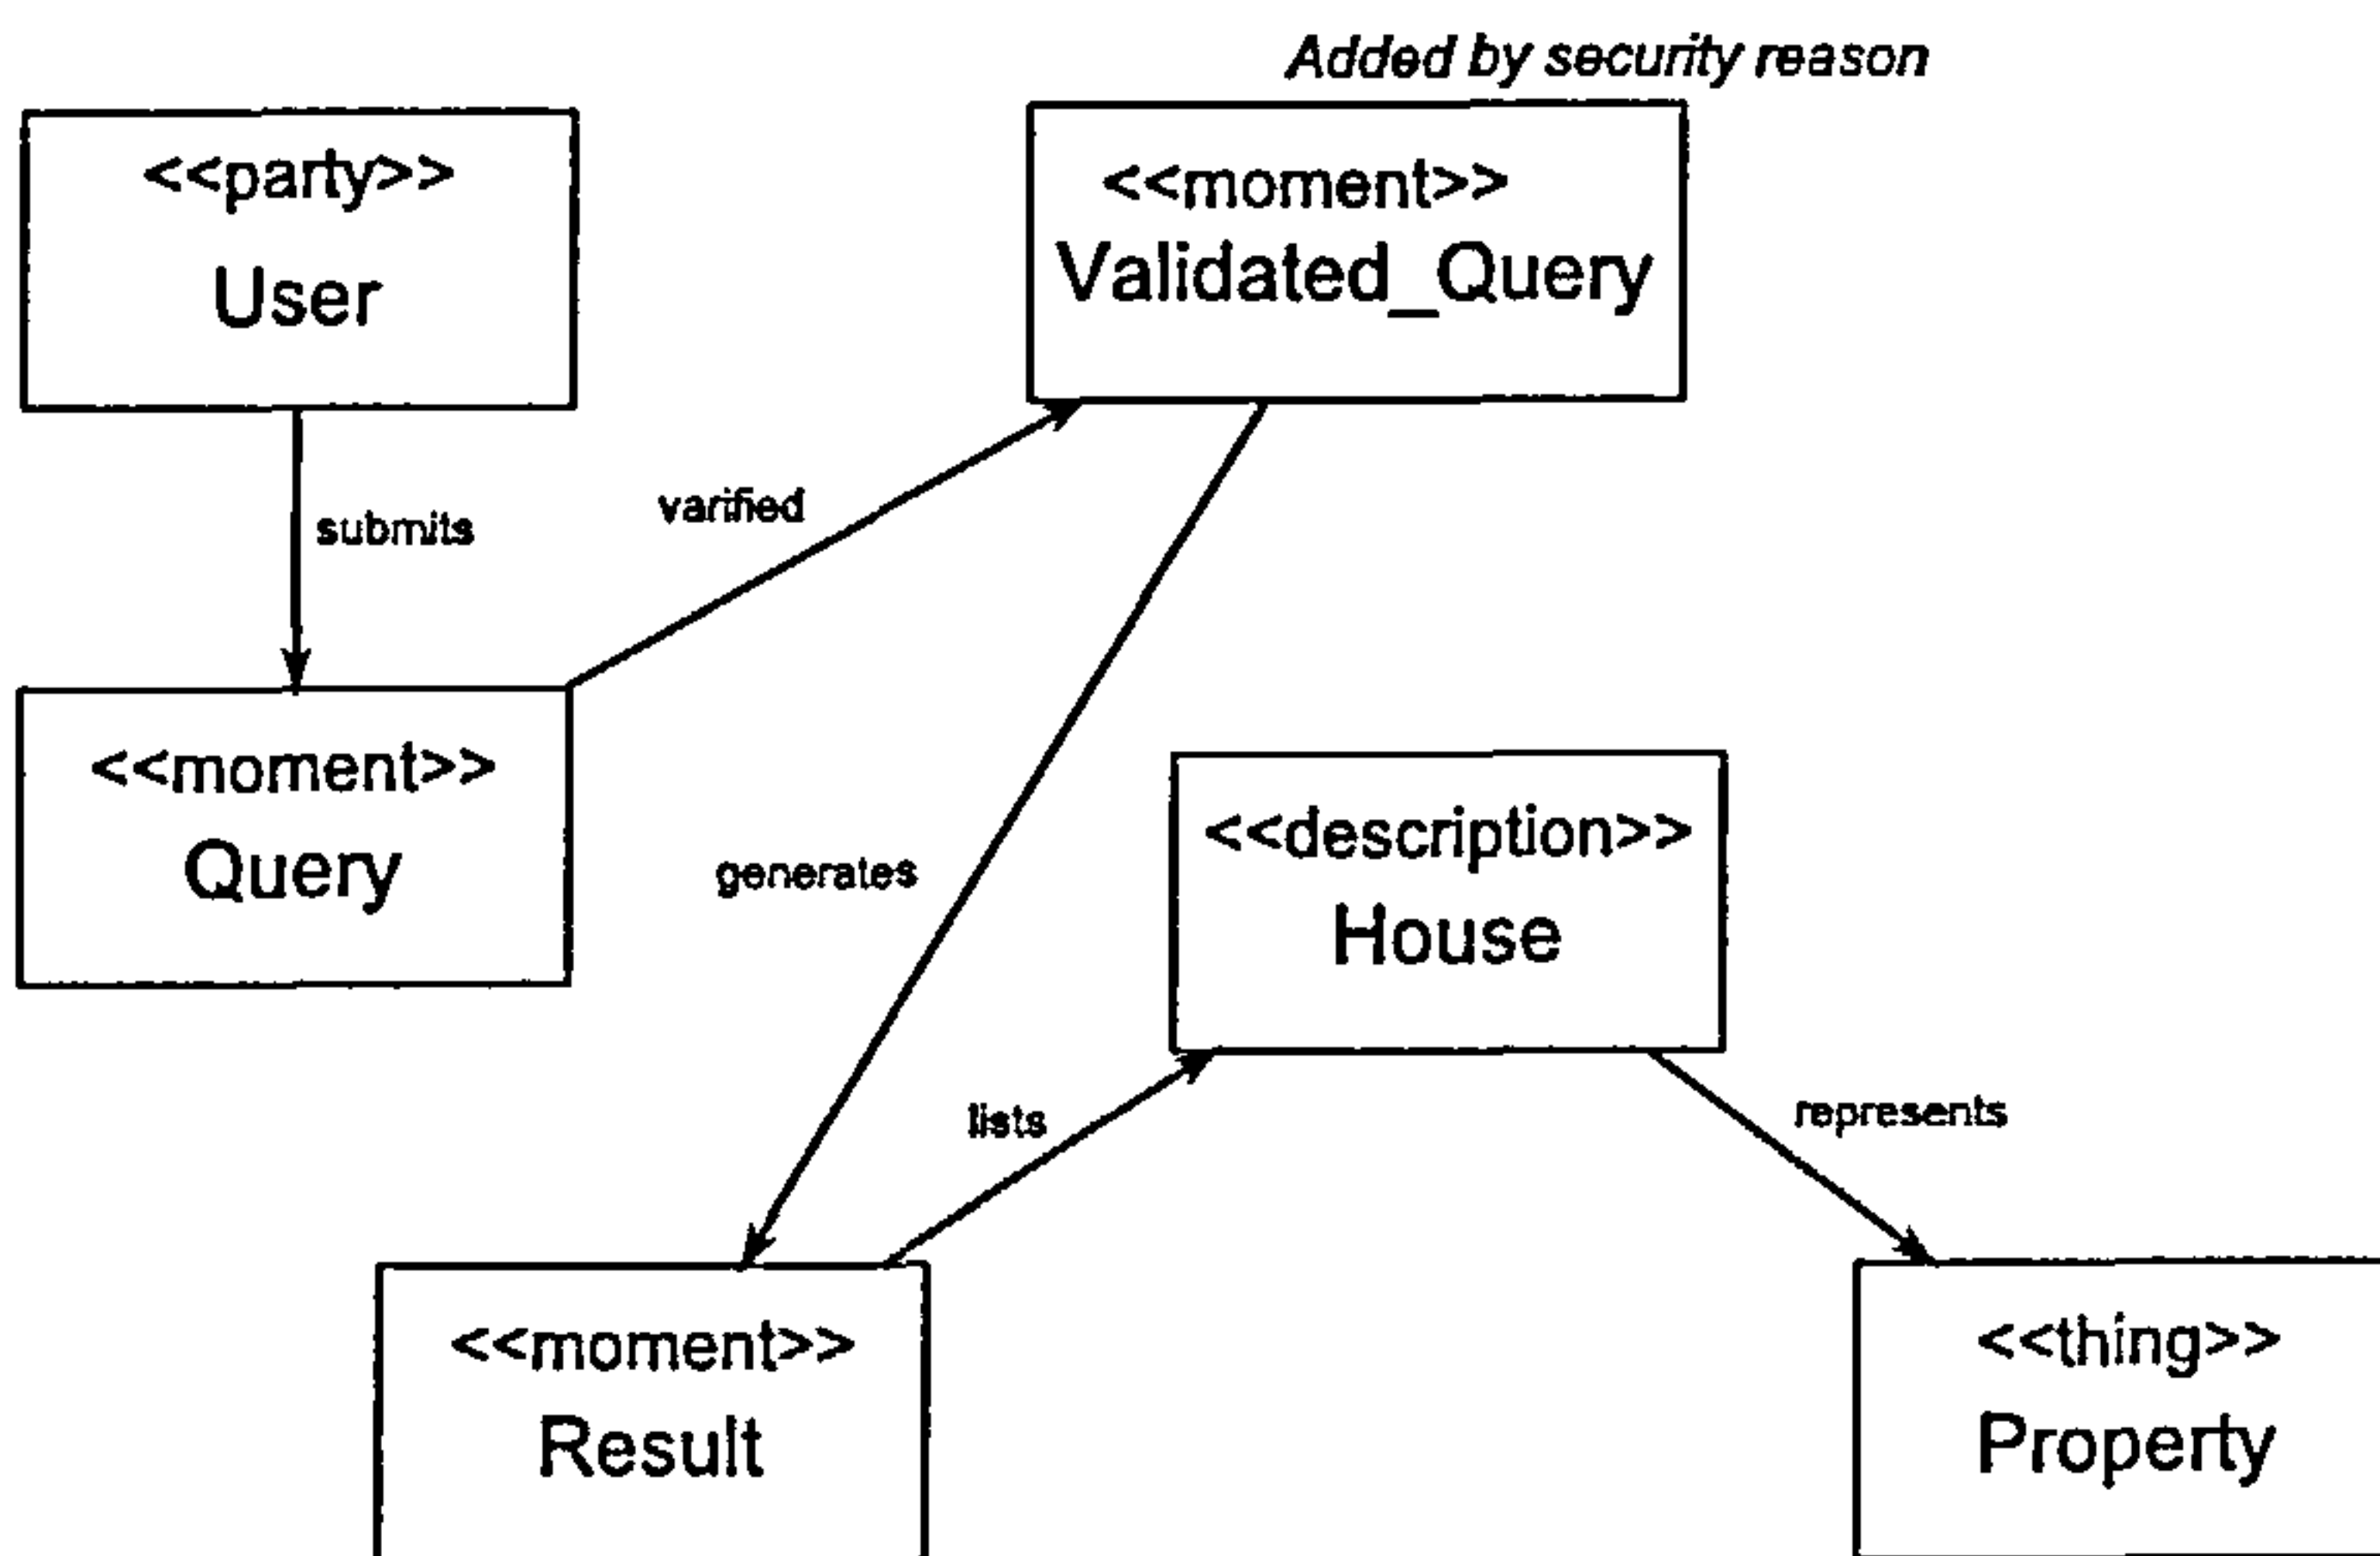 Added by security reason
<<party>>
User
<<moment>>
Validated_Query
submits
varified
<<moment>>
Query
generates
<<description>>
House
lists
represents
<<moment>>
Result
<<thing>>
Property